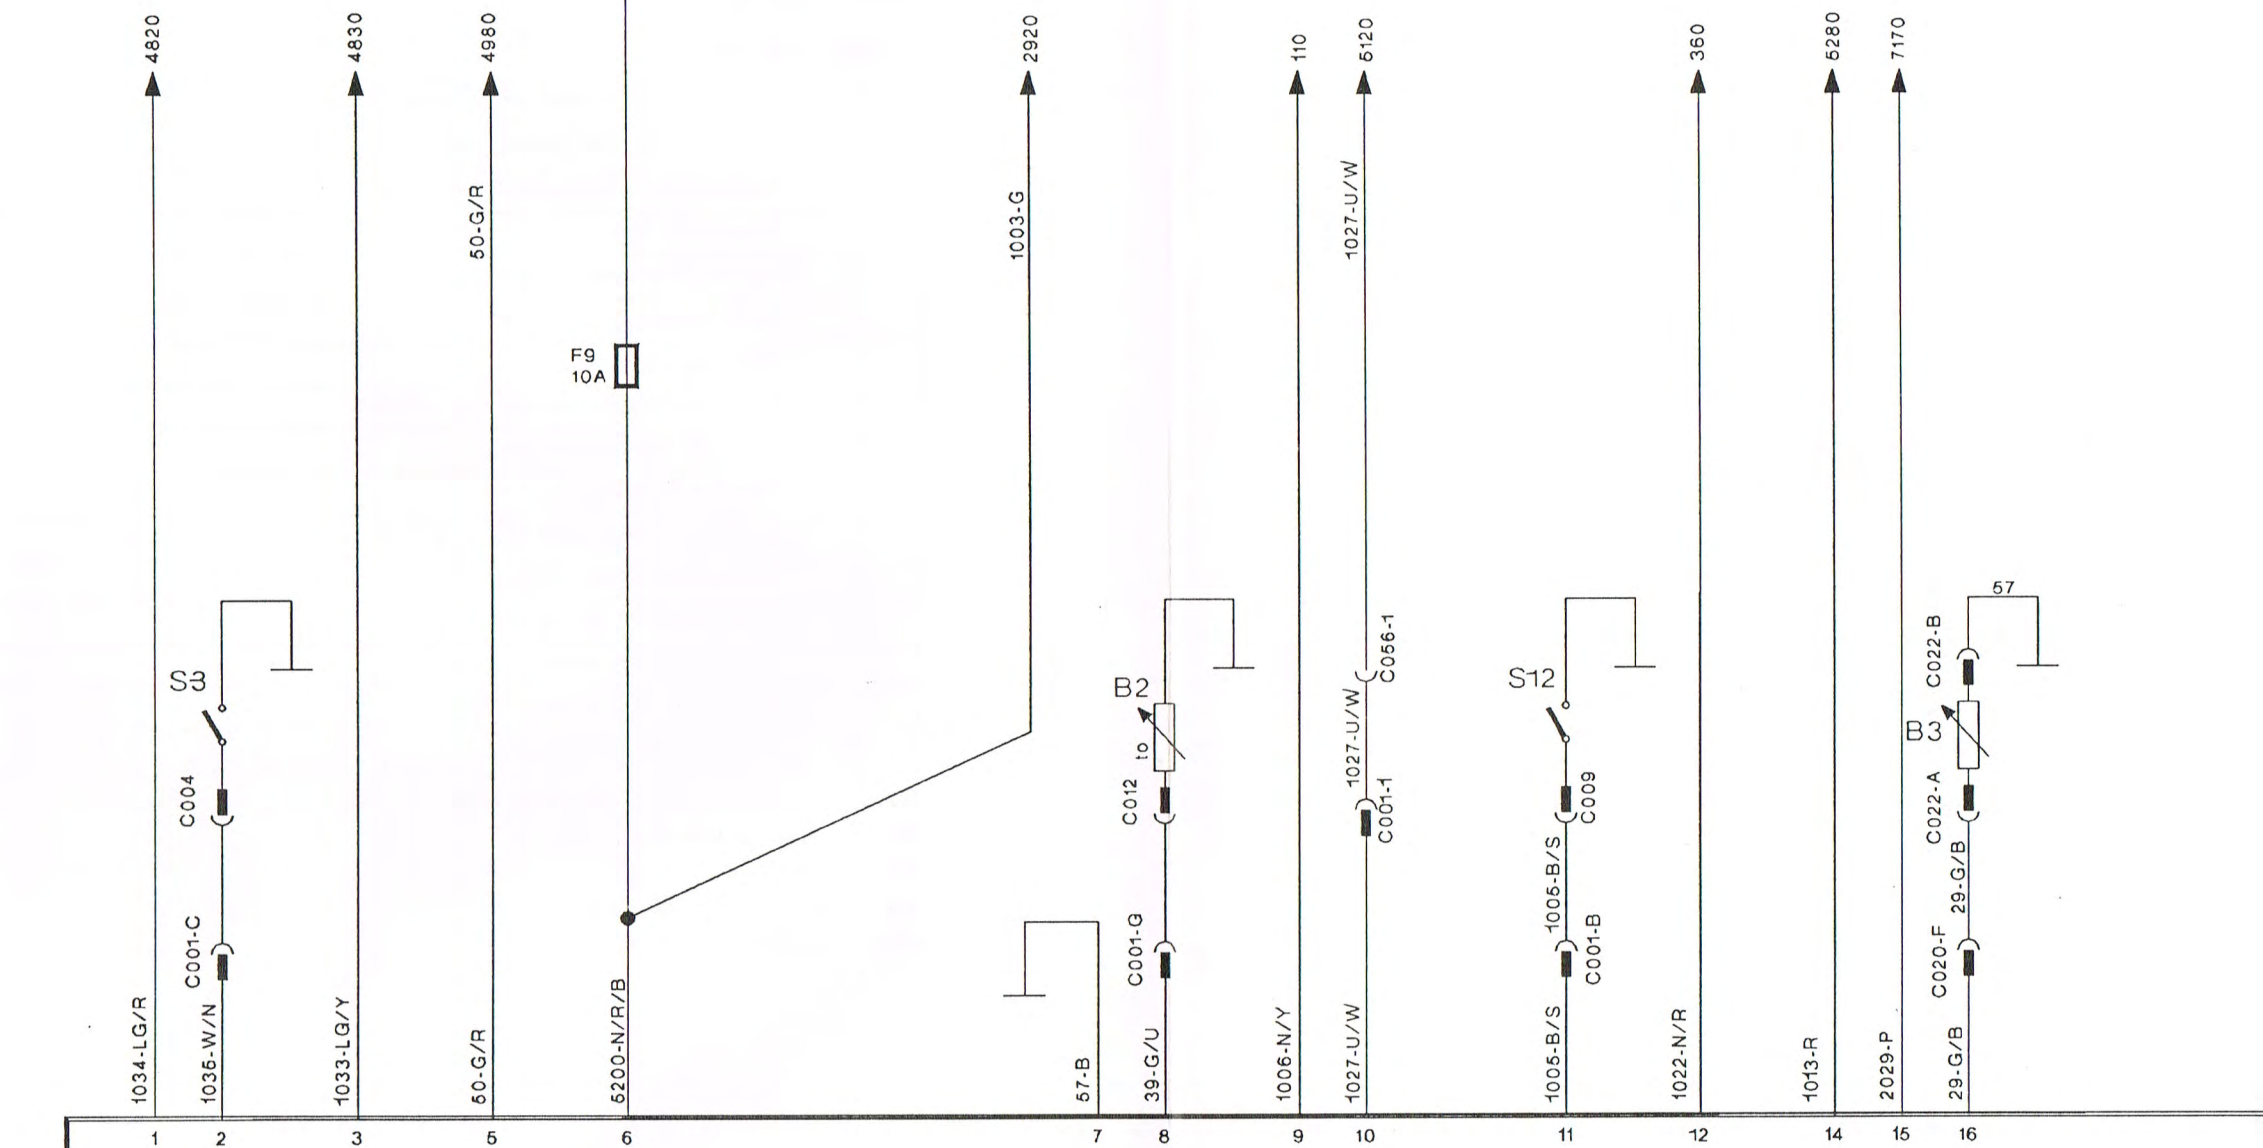 4820
4830
4980
2920
110
5120
360
5280
7170
50-G/R
1003-G
1027-U/W
F9
10A
S3
C004
C001-C
1034-LG/R
1035-W/N
1033-LG/Y
50-G/R
5200-N/R/B
57-B
B2
to
C012
C001-G
39-G/U
1006-N/Y
C056-1
1027-U/W
C001-1
1027-U/W
S12
C009
1005-B/S
C001-B
1005-B/S
1022-N/R
1013-R
2029-P
57
C022-B
B3
C022-A
29-G/B
C020-F
29-G/B
1 2 3 5 6 7 8 9 10 11 12 14 15 16